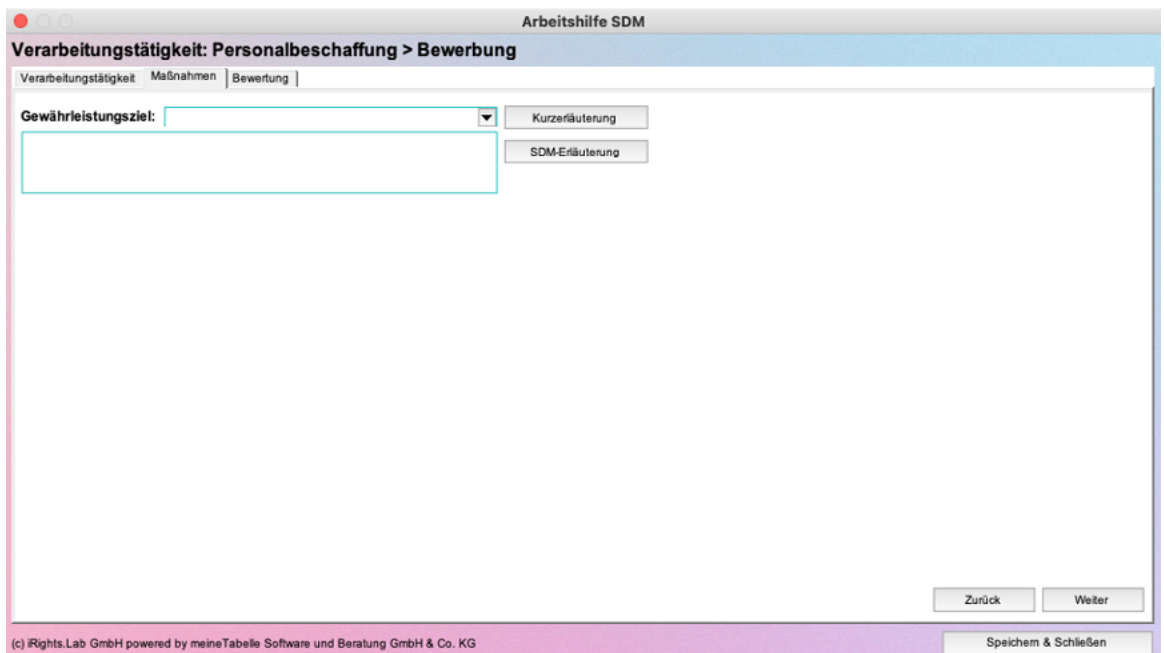 Arbeitshilfe SDM
Verarbeitungstätigkeit: Personalbeschaffung > Bewerbung
Verarbeitungstätigkeit Maßnahmen Bewertung
Gewährleistungsziel: Kurzerläuterung
SDM-Erläuterung
Zurück Weiter
(c) iRights.Lab GmbH powered by meineTabelle Software und Beratung GmbH & Co. KG Speichern & Schließen